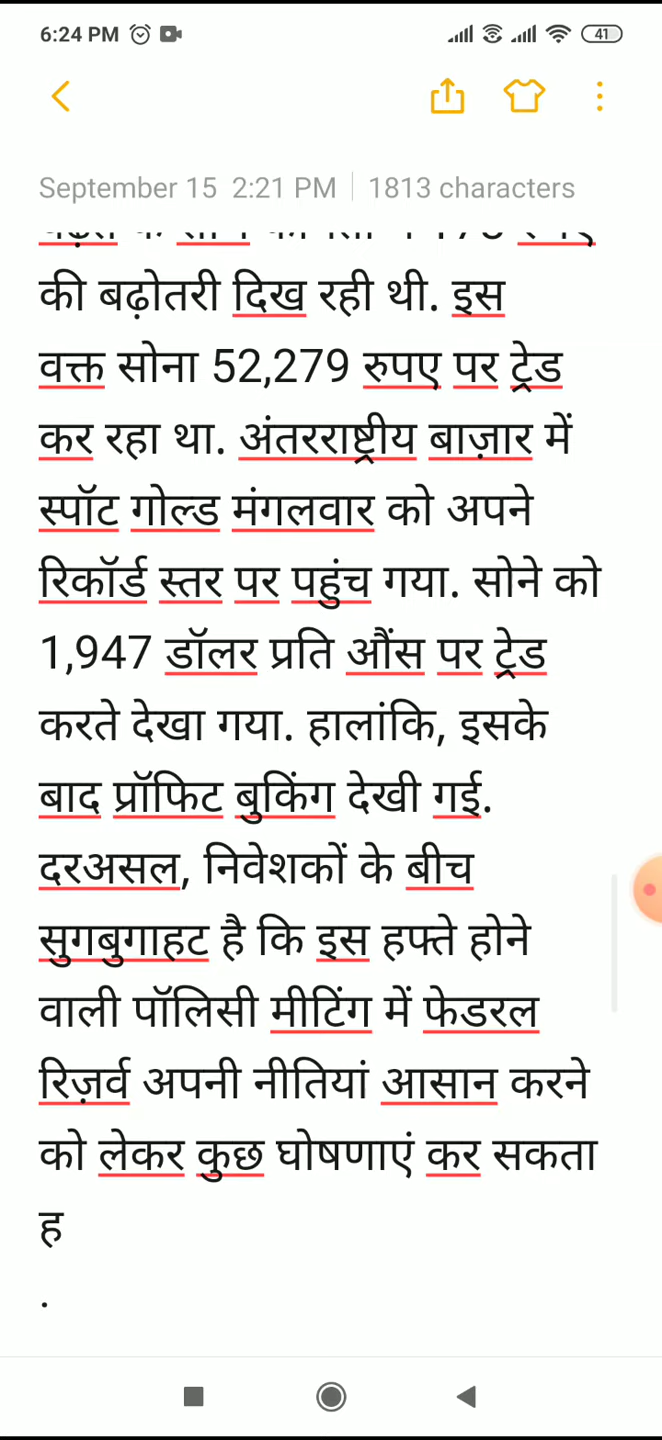 6:24 PM 41
September 15 2:21 PM 1813 characters
की बढ़ोतरी दिख रही थी. इस
वक्त सोना 52,279 रुपए पर ट्रेड
कर रहा था. अंतरराष्ट्रीय बाज़ार में
स्पॉट गोल्ड मंगलवार को अपने
रिकॉर्ड स्तर पर पहुंच गया. सोने को
1,947 डॉलर प्रति औंस पर ट्रेड
करते देखा गया. हालांकि, इसके
बाद प्रॉफिट बुकिंग देखी गई.
दरअसल, निवेशकों के बीच
सुगबुगाहट है कि इस हफ्ते होने
वाली पॉलिसी मीटिंग में फेडरल
रिज़र्व अपनी नीतियां आसान करने
को लेकर कुछ घोषणाएं कर सकता
ह
.